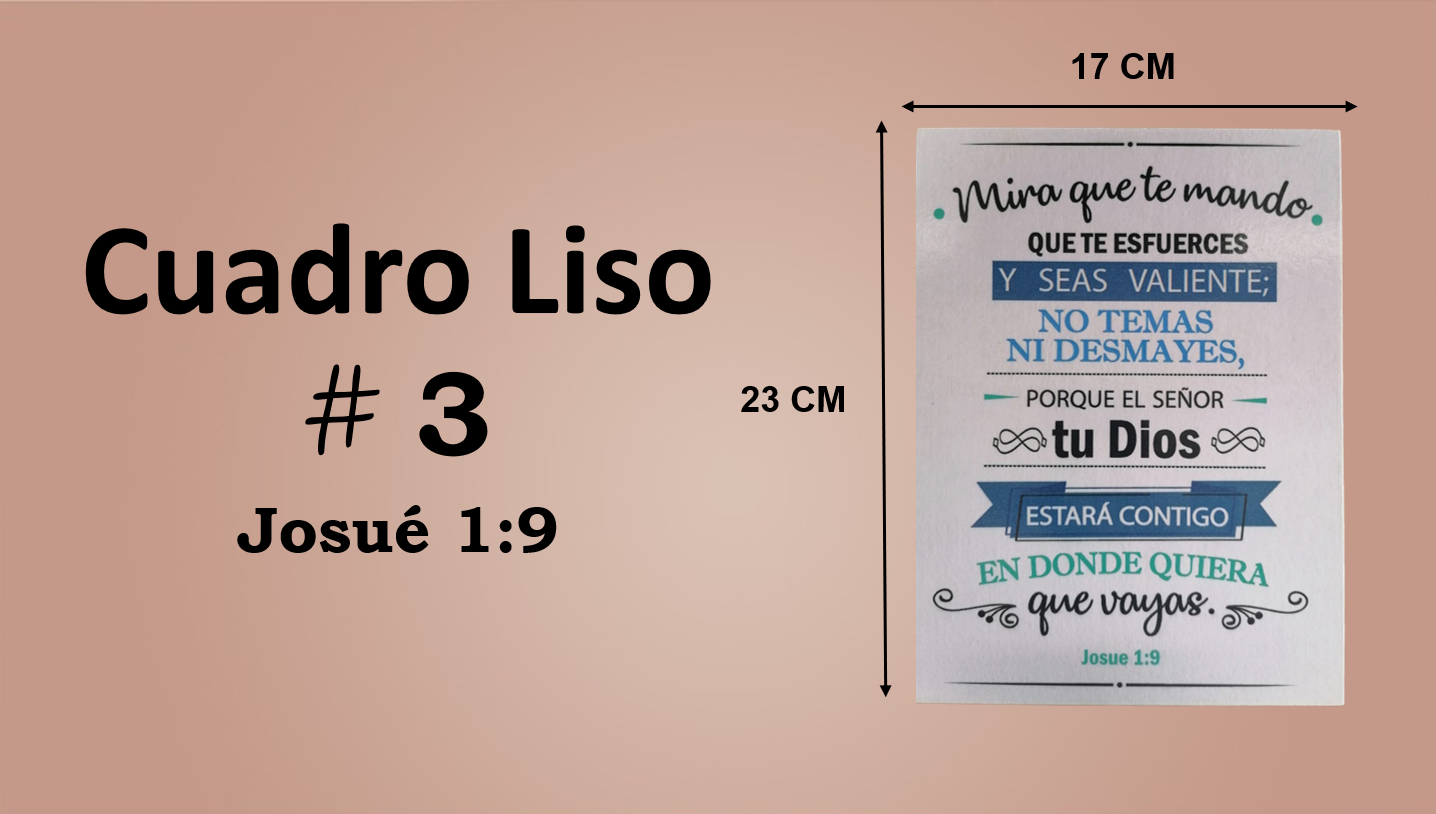 Cuadro Liso
# 3
Josué 1:9
17 CM
23 CM
Mira que te mando
QUE TE ESFUERCES
Y SEAS VALIENTE;
NO TEMAS
NI DESMAYES,
PORQUE EL SEÑOR
tu Dios
ESTARÁ CONTIGO
EN DONDE QUIERA
que vayas.
Josue 1:9